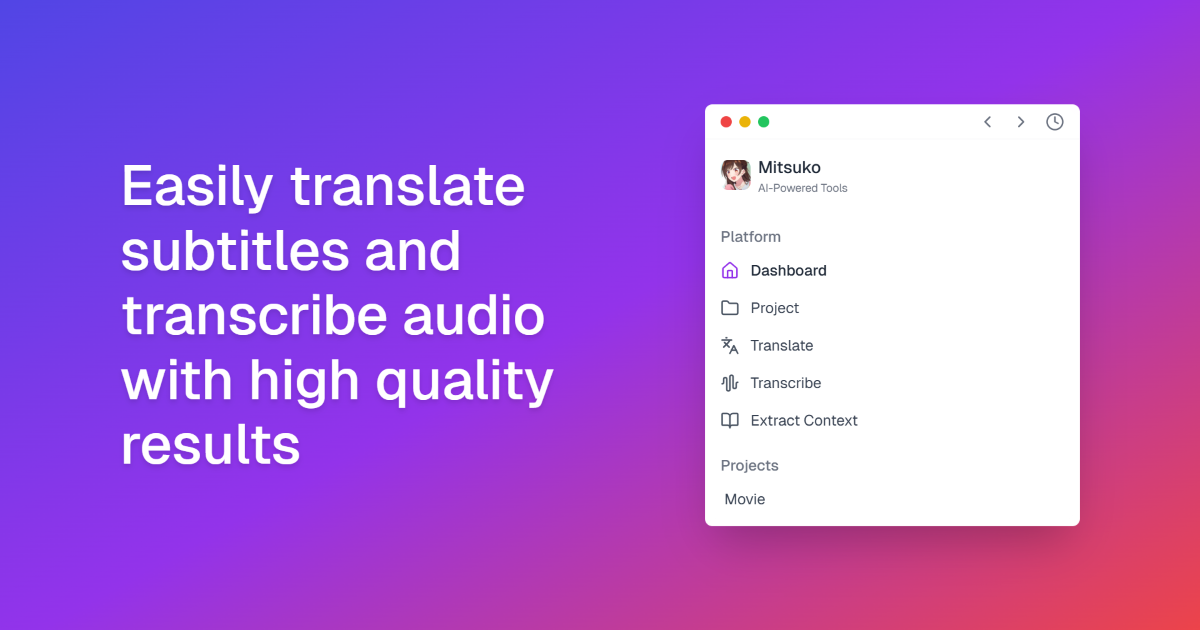 Easily translate
subtitles and
transcribe audio
with high quality
results
Mitsuko
AI-Powered Tools
Platform
Dashboard
Project
Translate
Transcribe
Extract Context
Projects
Movie